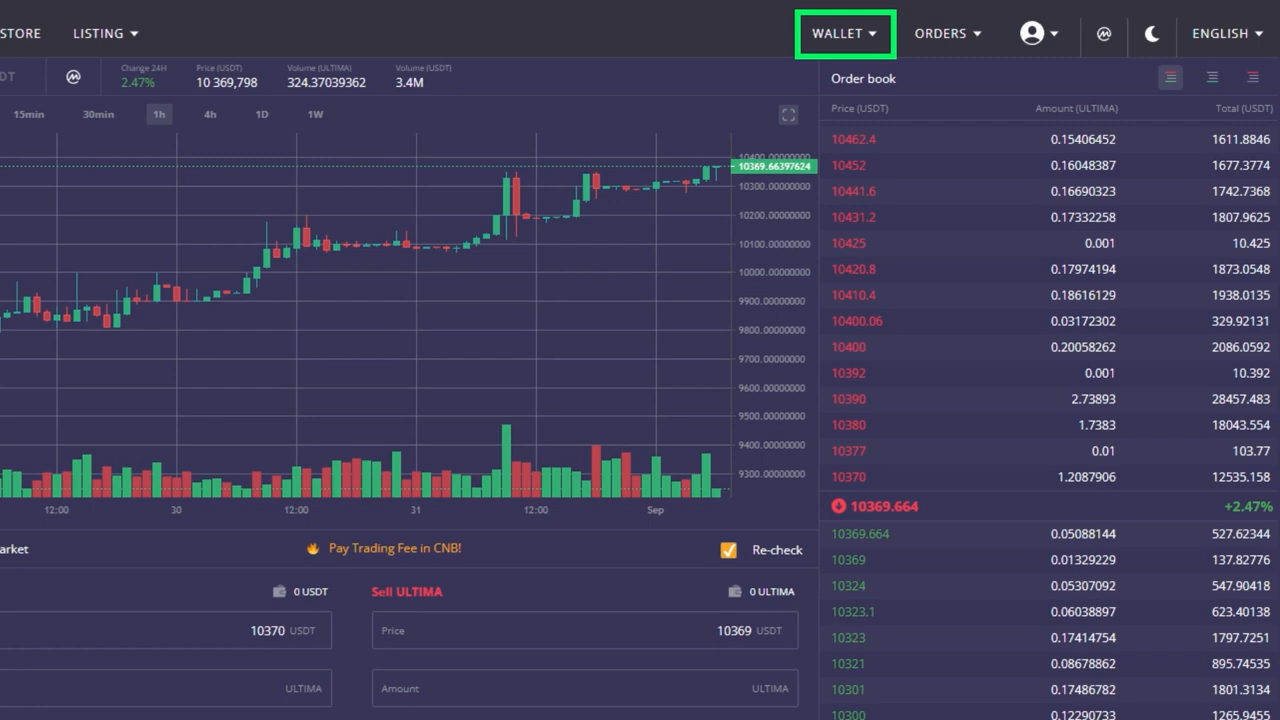 STORE LISTING WALLET ORDERS ENGLISH
DT Change 24H Price (USDT) Volume (ULTIMA) Volume (USDT)
2.47% 10 369,798 324.37039362 3.4M
15min 30min 1h 4h 1D 1W
10400.00000000
10369.66397624
10300.00000000
10200.00000000
10100.00000000
10000.00000000
9900.00000000
9800.00000000
9700.00000000
9600.00000000
9500.00000000
9400.00000000
9300.00000000
12:00 30 12:00 31 12:00 Sep
Order book
Price (USDT) Amount (ULTIMA) Total (USDT)
10462.4 0.15406452 1611.8846
10452 0.16048387 1677.3774
10441.6 0.16690323 1742.7368
10431.2 0.17332258 1807.9625
10425 0.001 10.425
10420.8 0.17974194 1873.0548
10410.4 0.18616129 1938.0135
10400.06 0.03172302 329.92131
10400 0.20058262 2086.0592
10392 0.001 10.392
10390 2.73893 28457.483
10380 1.7383 18043.554
10377 0.01 103.77
10370 1.2087906 12535.158
10369.664 +2.47%
10369.664 0.05088144 527.62344
10369 0.01329229 137.82776
10324 0.05307092 547.90418
10323.1 0.06038897 623.40138
10323 0.17414754 1797.7251
10321 0.08678862 895.74535
10301 0.17486782 1801.3134
10300 0.12290733 1265.9455
arket Pay Trading Fee in CNB! Re-check
0 USDT Sell ULTIMA 0 ULTIMA
10370 USDT Price 10369 USDT
ULTIMA Amount ULTIMA